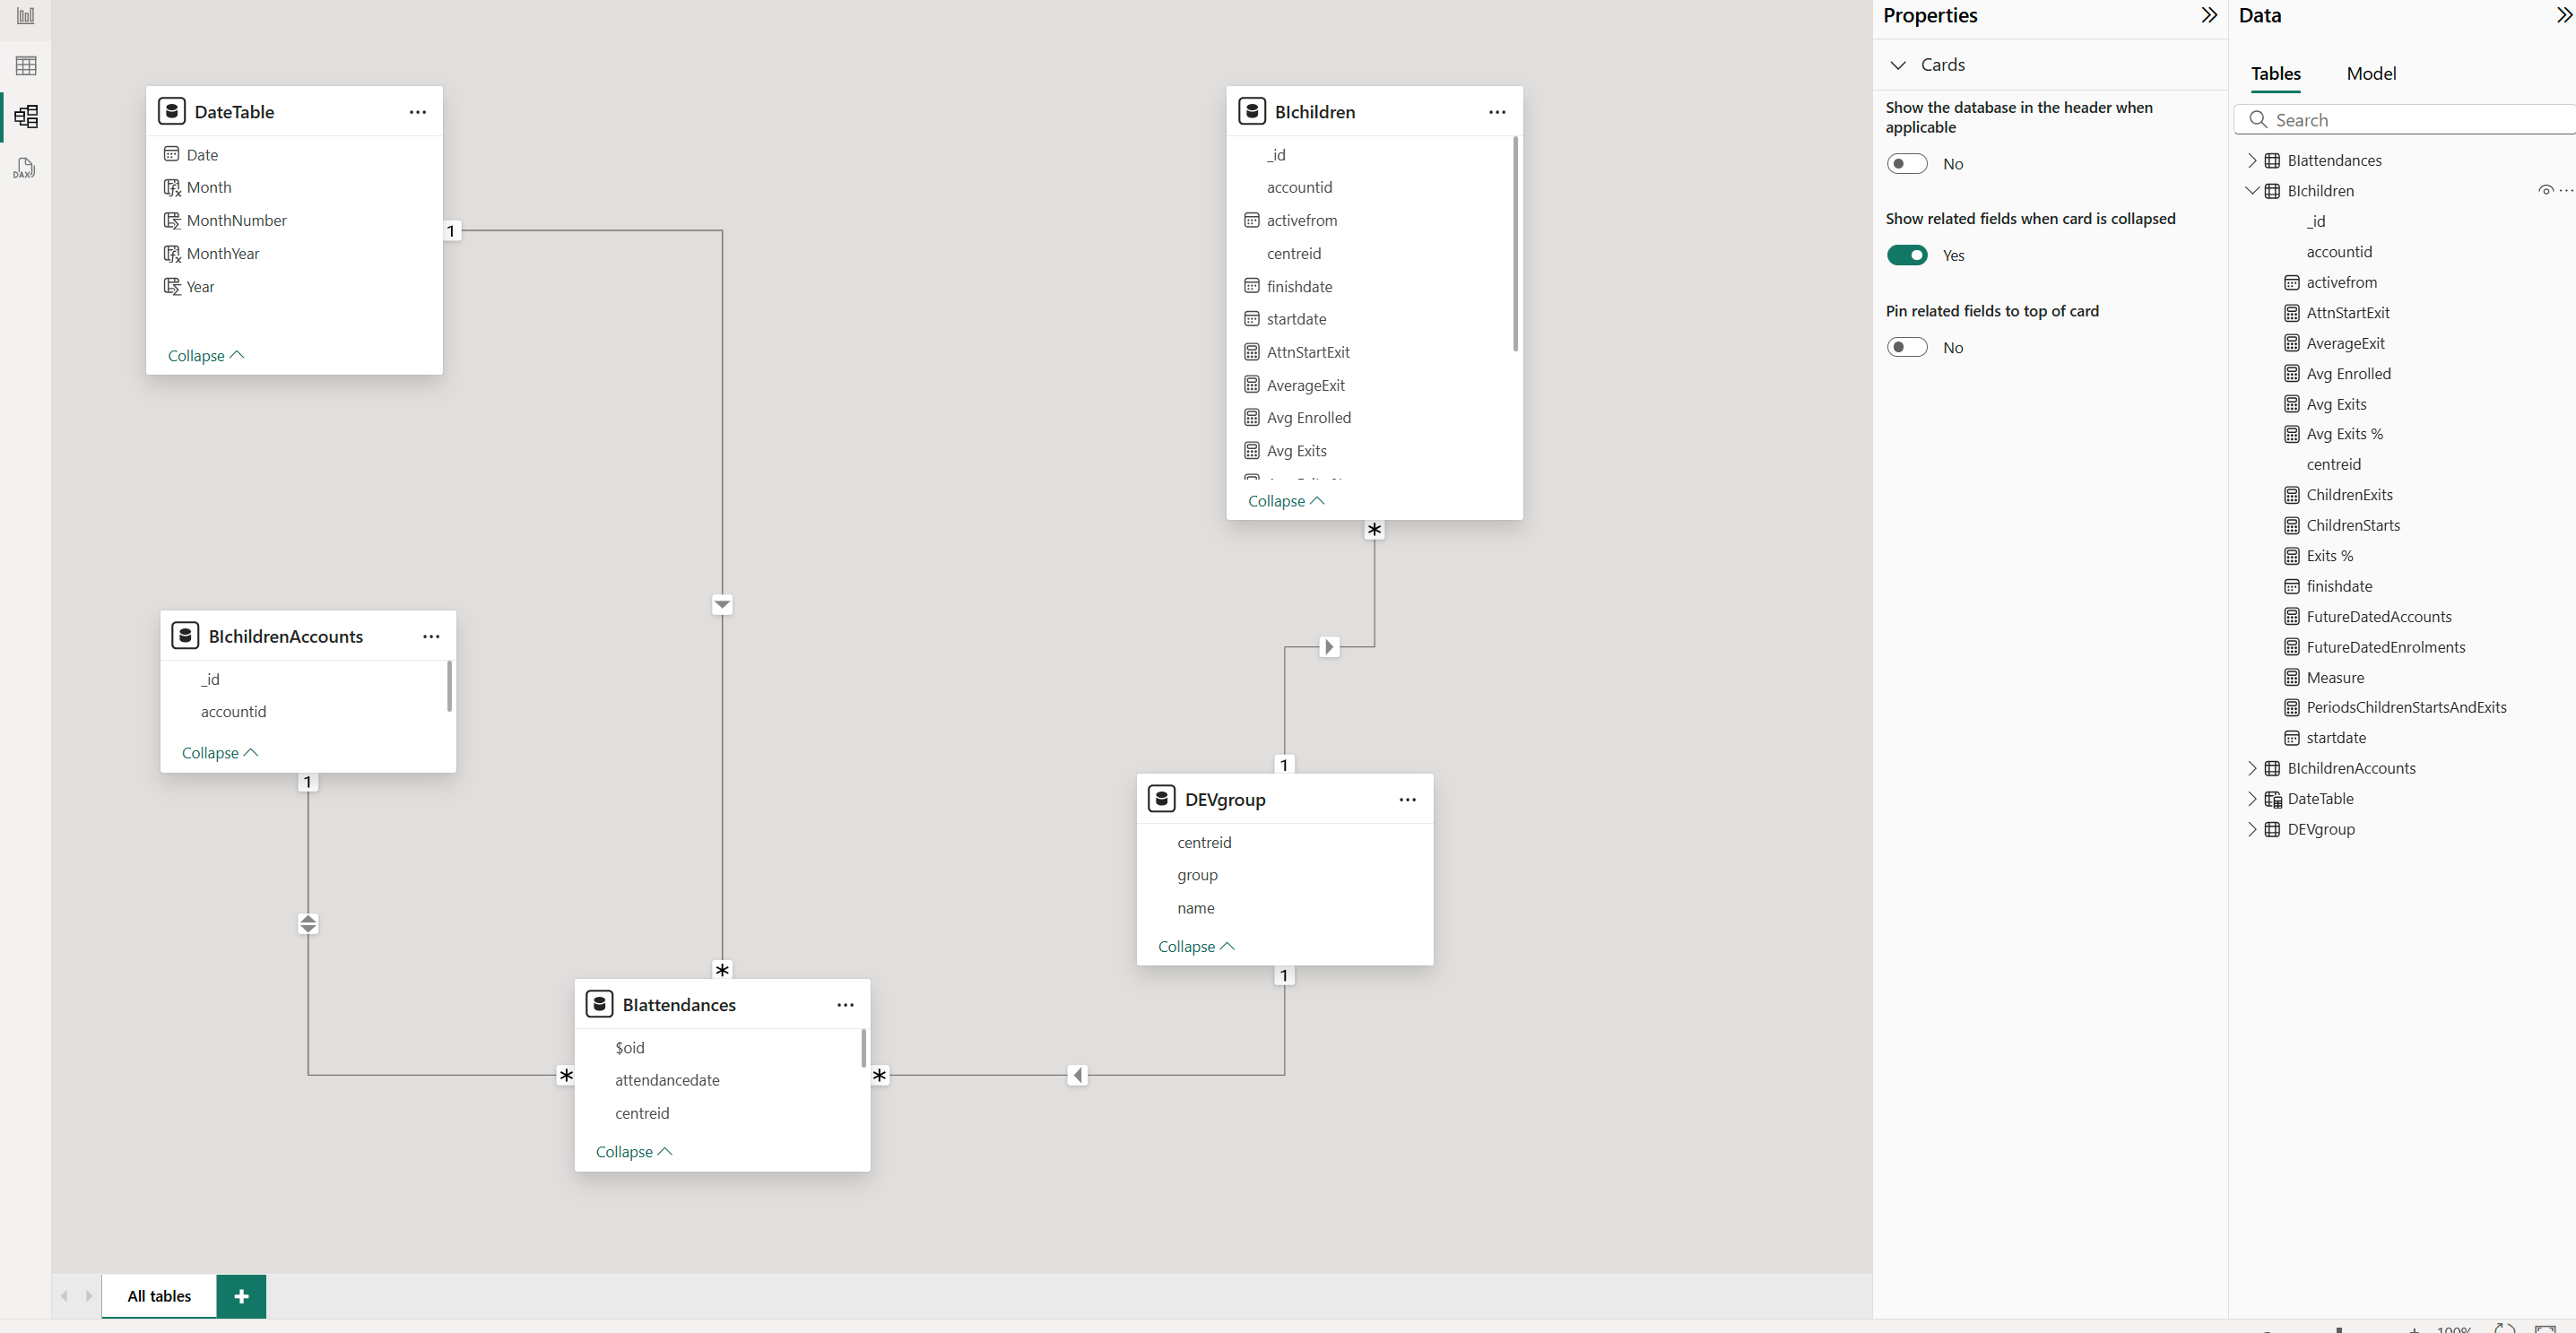 DAX
DateTable
Date
Month
MonthNumber
MonthYear
Year
Collapse
1
BIchildren
_id
accountid
activefrom
centreid
finishdate
startdate
AttnStartExit
AverageExit
Avg Enrolled
Avg Exits
Collapse
*
BIchildrenAccounts
_id
accountid
Collapse
1
1
DEVgroup
centreid
group
name
Collapse
1
*
BIattendances
$oid
attendancedate
centreid
Collapse
*
*
All tables
+
Properties
Cards
Show the database in the header when
applicable
No
Show related fields when card is collapsed
Yes
Pin related fields to top of card
No
Data
Tables
Model
Search
BIattendances
BIchildren
_id
accountid
activefrom
AttnStartExit
AverageExit
Avg Enrolled
Avg Exits
Avg Exits %
centreid
ChildrenExits
ChildrenStarts
Exits %
finishdate
FutureDatedAccounts
FutureDatedEnrolments
Measure
PeriodsChildrenStartsAndExits
startdate
BIchildrenAccounts
DateTable
DEVgroup
100%